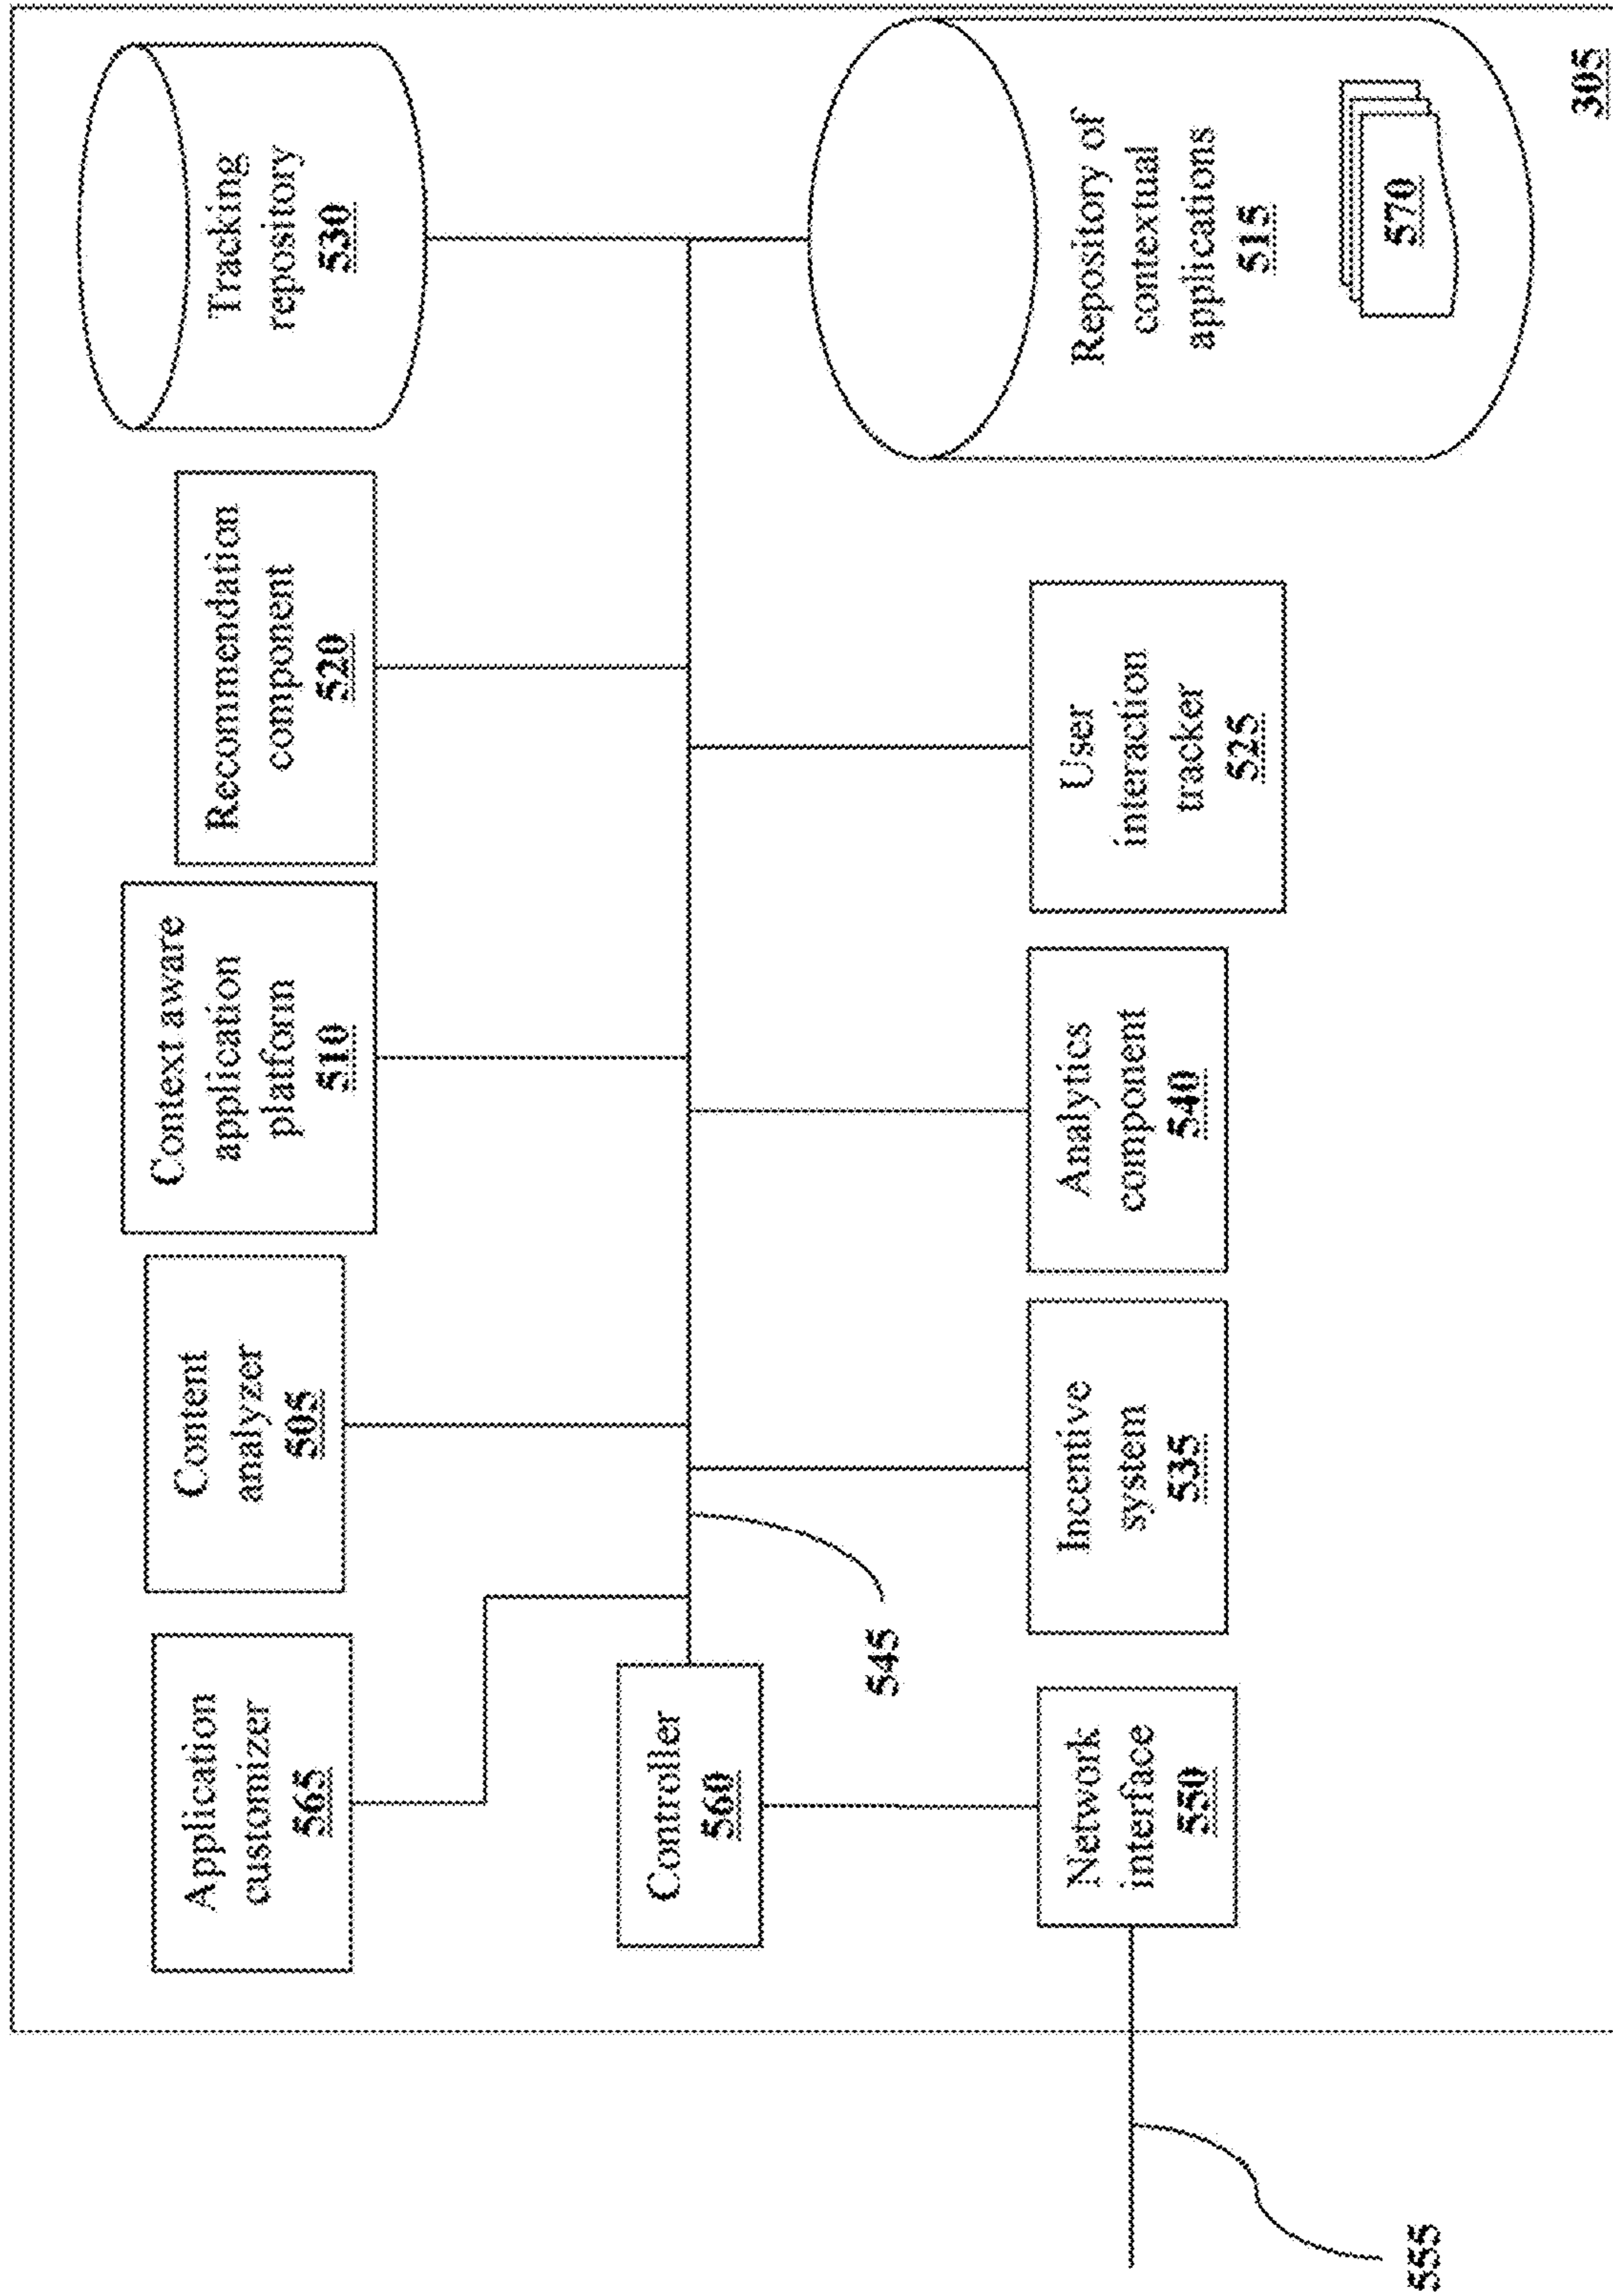 Application
customizer
565
Content
analyzer
505
Context aware
application
platform
510
Recommendation
component
520
Tracking
repository
530
Controller
560
545
Network
interface
550
Incentive
system
535
Analytics
component
540
User
interaction
tracker
525
Repository of
contextual
applications
515
570
555
305